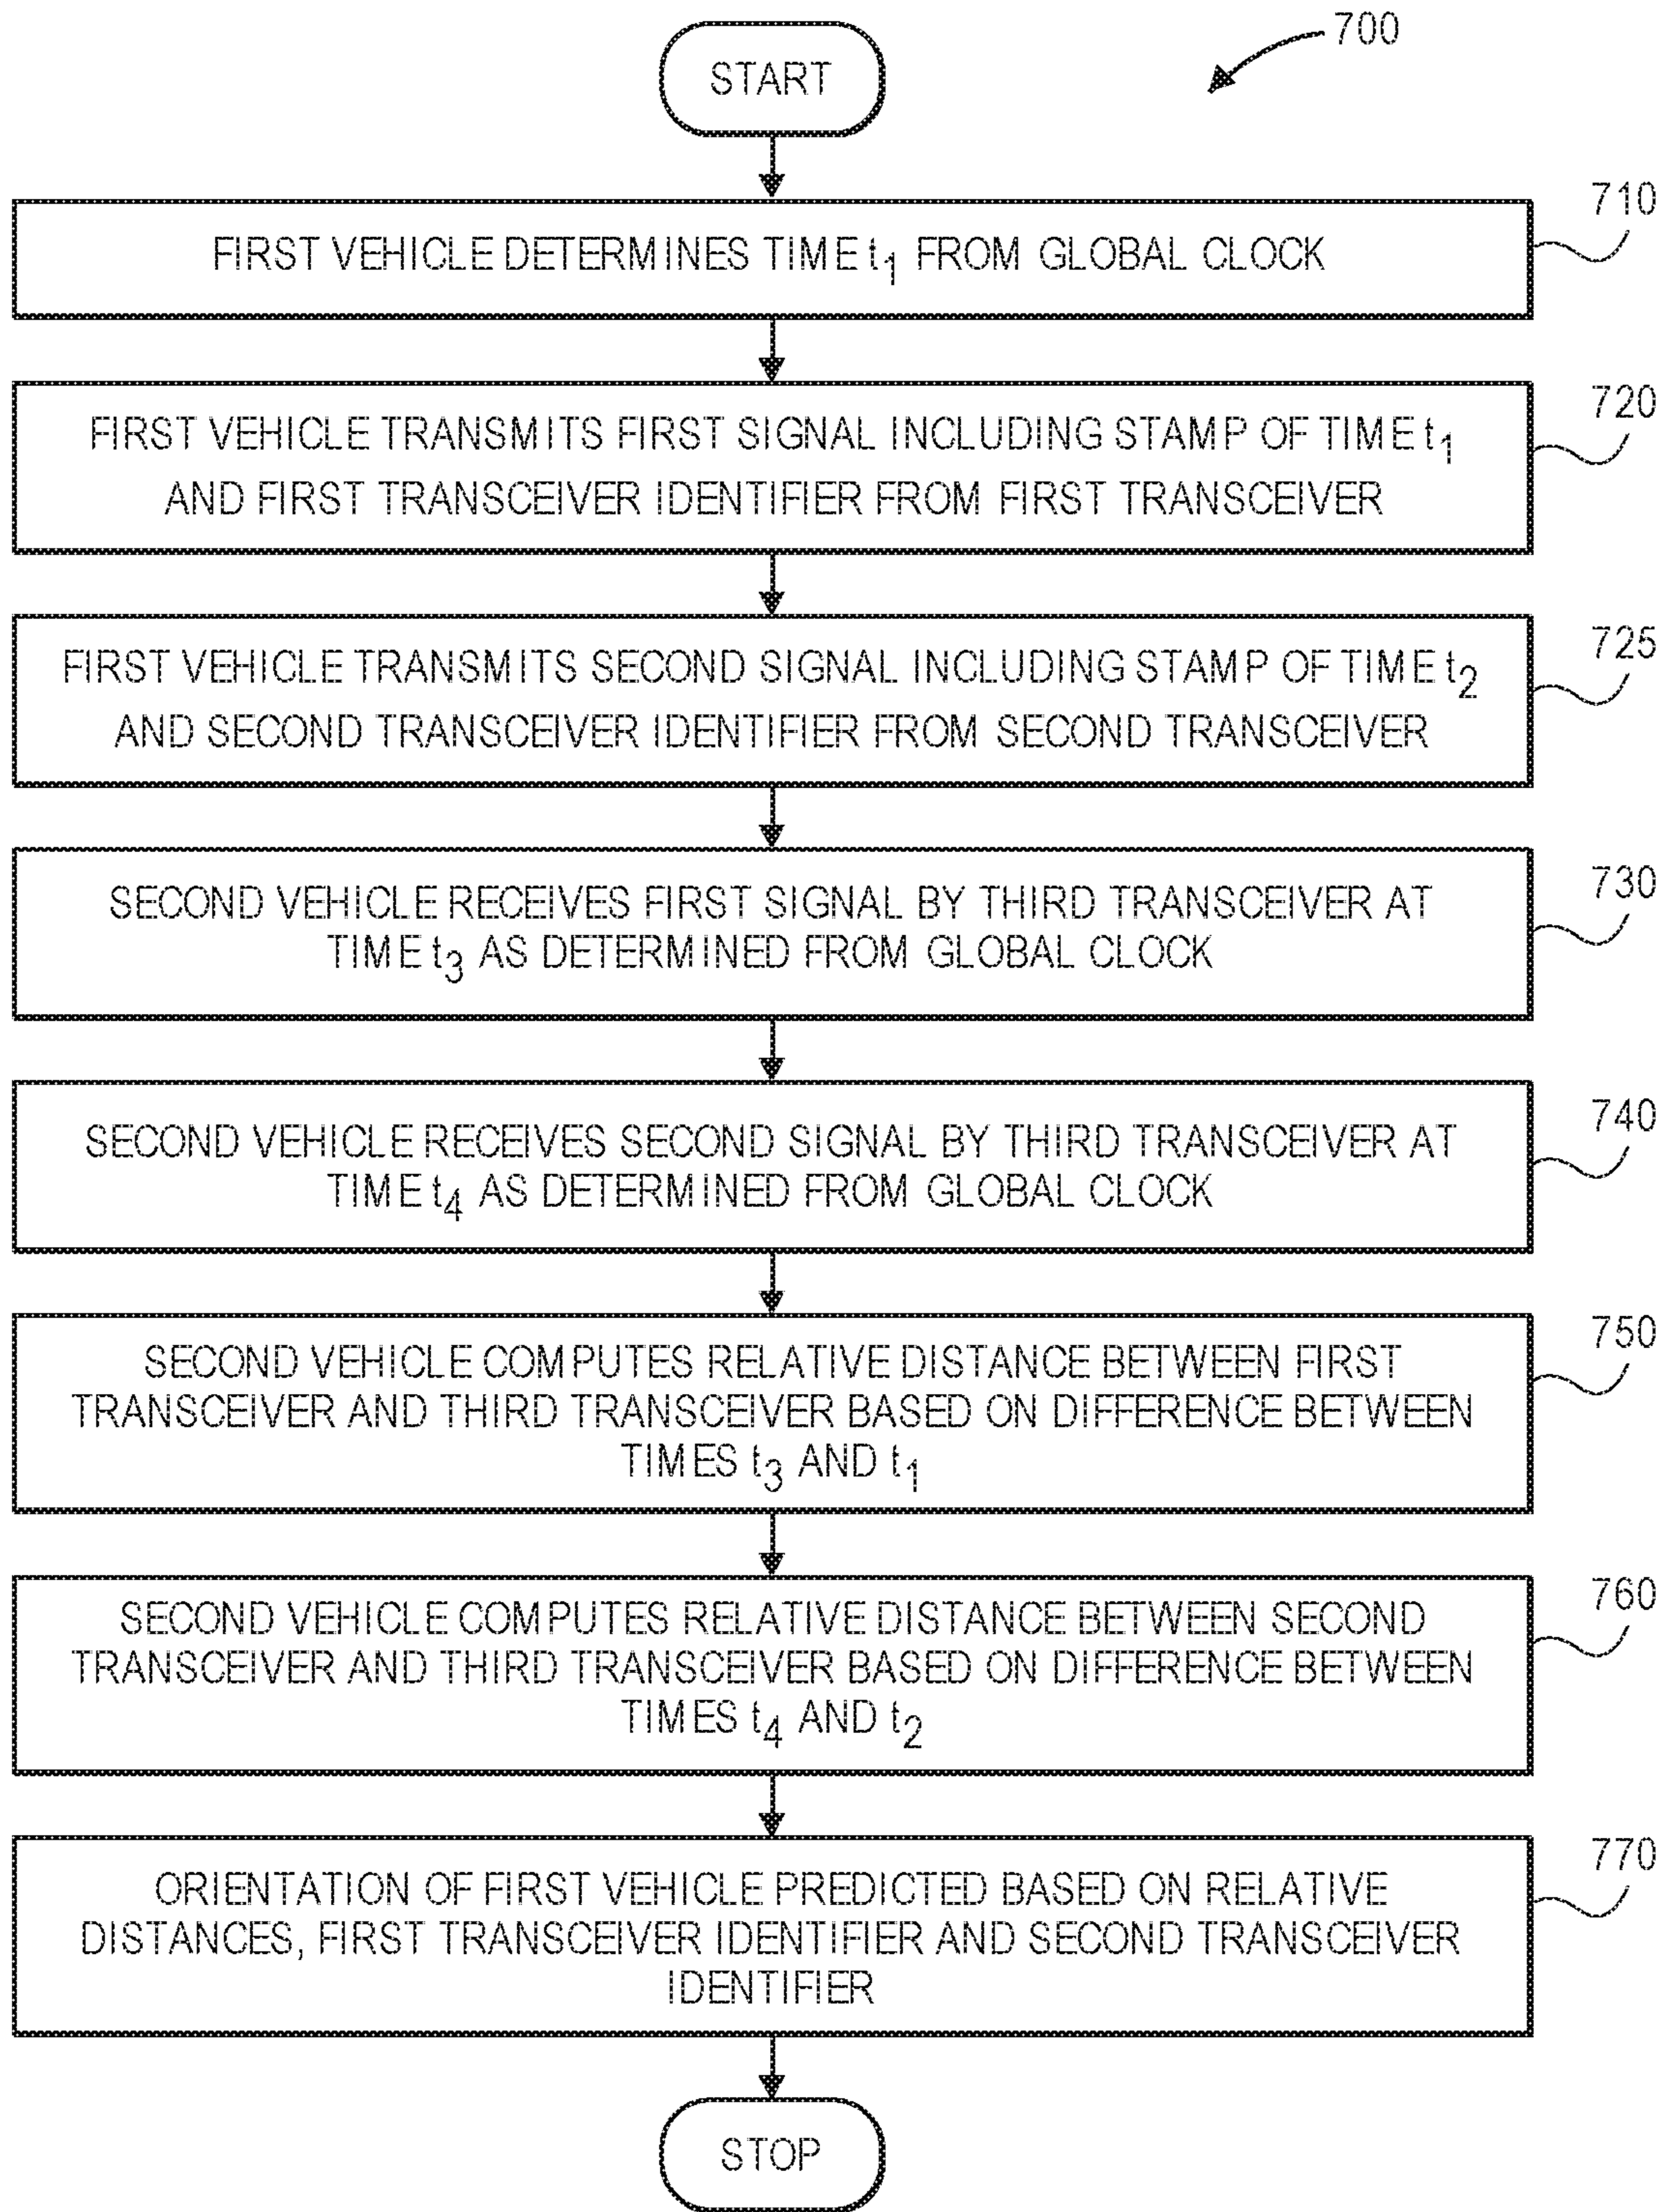 700
START
710
FIRST VEHICLE DETERMINES TIME t₁ FROM GLOBAL CLOCK
720
FIRST VEHICLE TRANSMITS FIRST SIGNAL INCLUDING STAMP OF TIME t₁
AND FIRST TRANSCEIVER IDENTIFIER FROM FIRST TRANSCEIVER
725
FIRST VEHICLE TRANSMITS SECOND SIGNAL INCLUDING STAMP OF TIME t₂
AND SECOND TRANSCEIVER IDENTIFIER FROM SECOND TRANSCEIVER
730
SECOND VEHICLE RECEIVES FIRST SIGNAL BY THIRD TRANSCEIVER AT
TIME t₃ AS DETERMINED FROM GLOBAL CLOCK
740
SECOND VEHICLE RECEIVES SECOND SIGNAL BY THIRD TRANSCEIVER AT
TIME t₄ AS DETERMINED FROM GLOBAL CLOCK
750
SECOND VEHICLE COMPUTES RELATIVE DISTANCE BETWEEN FIRST
TRANSCEIVER AND THIRD TRANSCEIVER BASED ON DIFFERENCE BETWEEN
TIMES t₃ AND t₁
760
SECOND VEHICLE COMPUTES RELATIVE DISTANCE BETWEEN SECOND
TRANSCEIVER AND THIRD TRANSCEIVER BASED ON DIFFERENCE BETWEEN
TIMES t₄ AND t₂
770
ORIENTATION OF FIRST VEHICLE PREDICTED BASED ON RELATIVE
DISTANCES, FIRST TRANSCEIVER IDENTIFIER AND SECOND TRANSCEIVER
IDENTIFIER
STOP